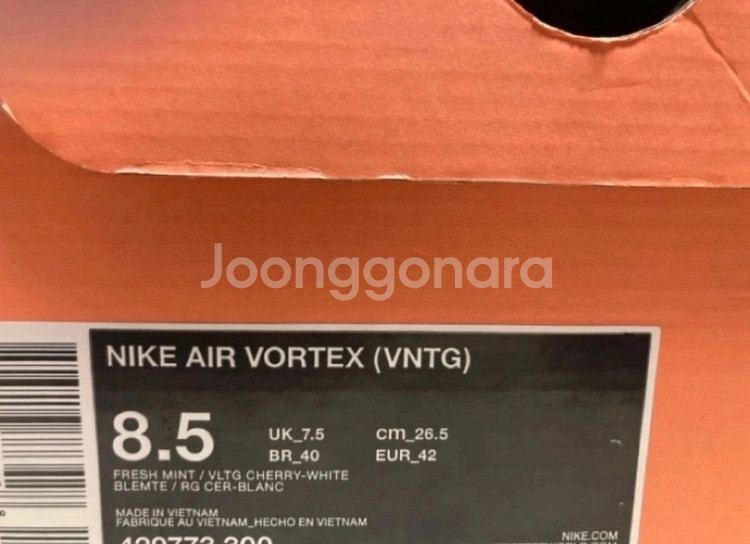 Joonggonara
NIKE AIR VORTEX (VNTG)
8.5
UK_7.5 cm_26.5
BR_40 EUR_42
FRESH MINT / VLTG CHERRY-WHITE
BLEMTE / RG CER-BLANC
MADE IN VIETNAM
FABRIQUE AU VIETNAM_HECHO EN VIETNAM
NIKE.COM